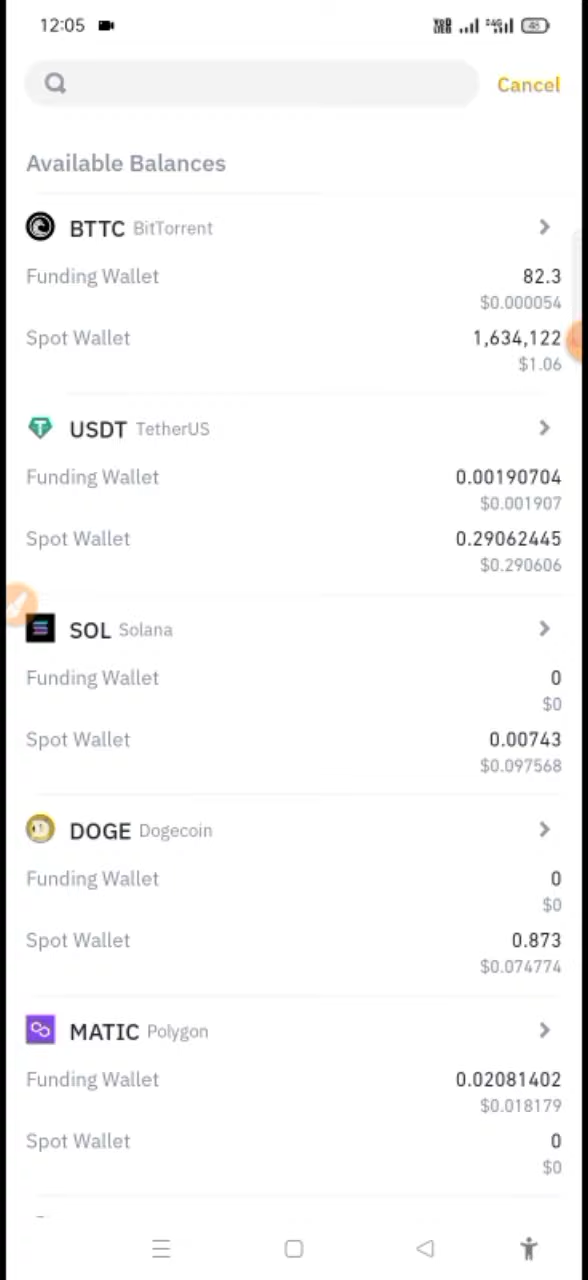 12:05
48
Cancel
Available Balances
BTTC BitTorrent
Funding Wallet 82.3
$0.000054
Spot Wallet 1,634,122
$1.06
USDT TetherUS
Funding Wallet 0.00190704
$0.001907
Spot Wallet 0.29062445
$0.290606
SOL Solana
Funding Wallet 0
$0
Spot Wallet 0.00743
$0.097568
DOGE Dogecoin
Funding Wallet 0
$0
Spot Wallet 0.873
$0.074774
MATIC Polygon
Funding Wallet 0.02081402
$0.018179
Spot Wallet 0
$0